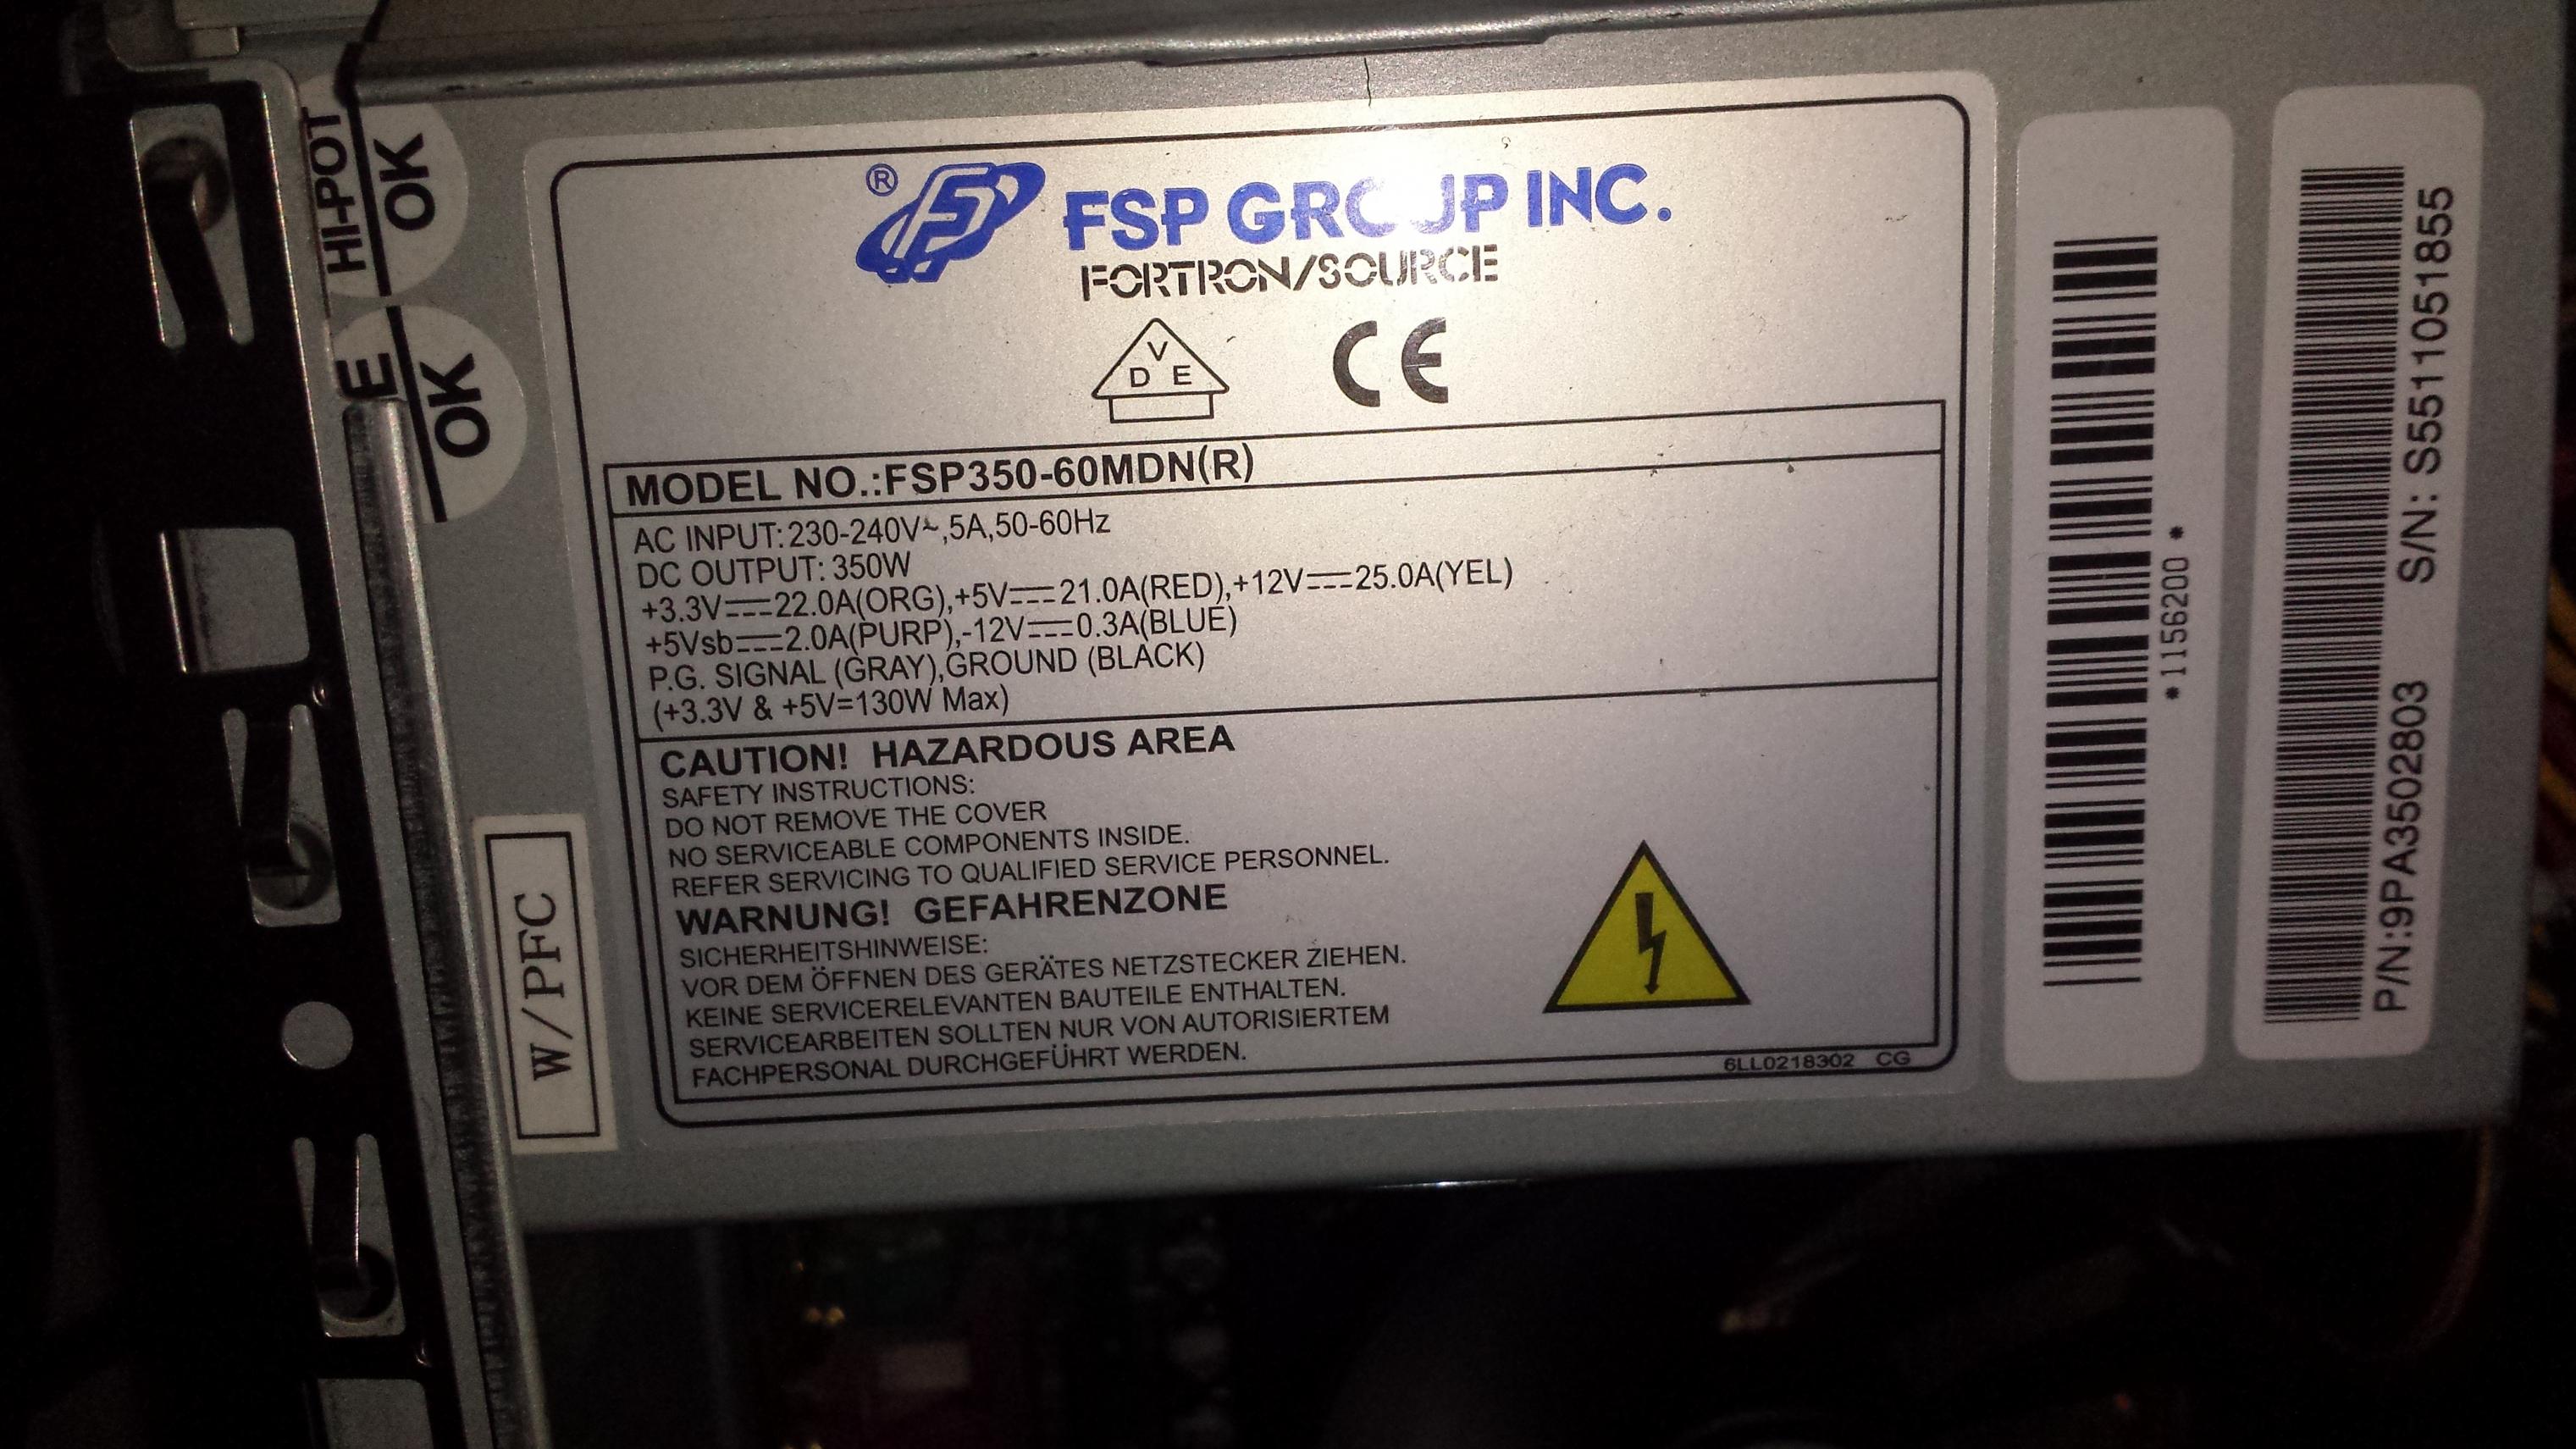 HI-POT
OK
E
OK
W/PFC
®
FSP
FSP GROUP INC.
FORTRON/SOURCE
V
D E
CE
MODEL NO.:FSP350-60MDN(R)
AC INPUT:230-240V~,5A,50-60Hz
DC OUTPUT: 350W
+3.3V⎓22.0A(ORG),+5V⎓21.0A(RED),+12V⎓25.0A(YEL)
+5Vsb⎓2.0A(PURP),-12V⎓0.3A(BLUE)
P.G. SIGNAL (GRAY),GROUND (BLACK)
(+3.3V & +5V=130W Max)
CAUTION! HAZARDOUS AREA
SAFETY INSTRUCTIONS:
DO NOT REMOVE THE COVER
NO SERVICEABLE COMPONENTS INSIDE.
REFER SERVICING TO QUALIFIED SERVICE PERSONNEL.
WARNUNG! GEFAHRENZONE
SICHERHEITSHINWEISE:
VOR DEM ÖFFNEN DES GERÄTES NETZSTECKER ZIEHEN.
KEINE SERVICERELEVANTEN BAUTEILE ENTHALTEN.
SERVICEARBEITEN SOLLTEN NUR VON AUTORISIERTEM
FACHPERSONAL DURCHGEFÜHRT WERDEN.
6LL0218302 CG
*1156200*
P/N:9PA3502803 S/N: S5511051855